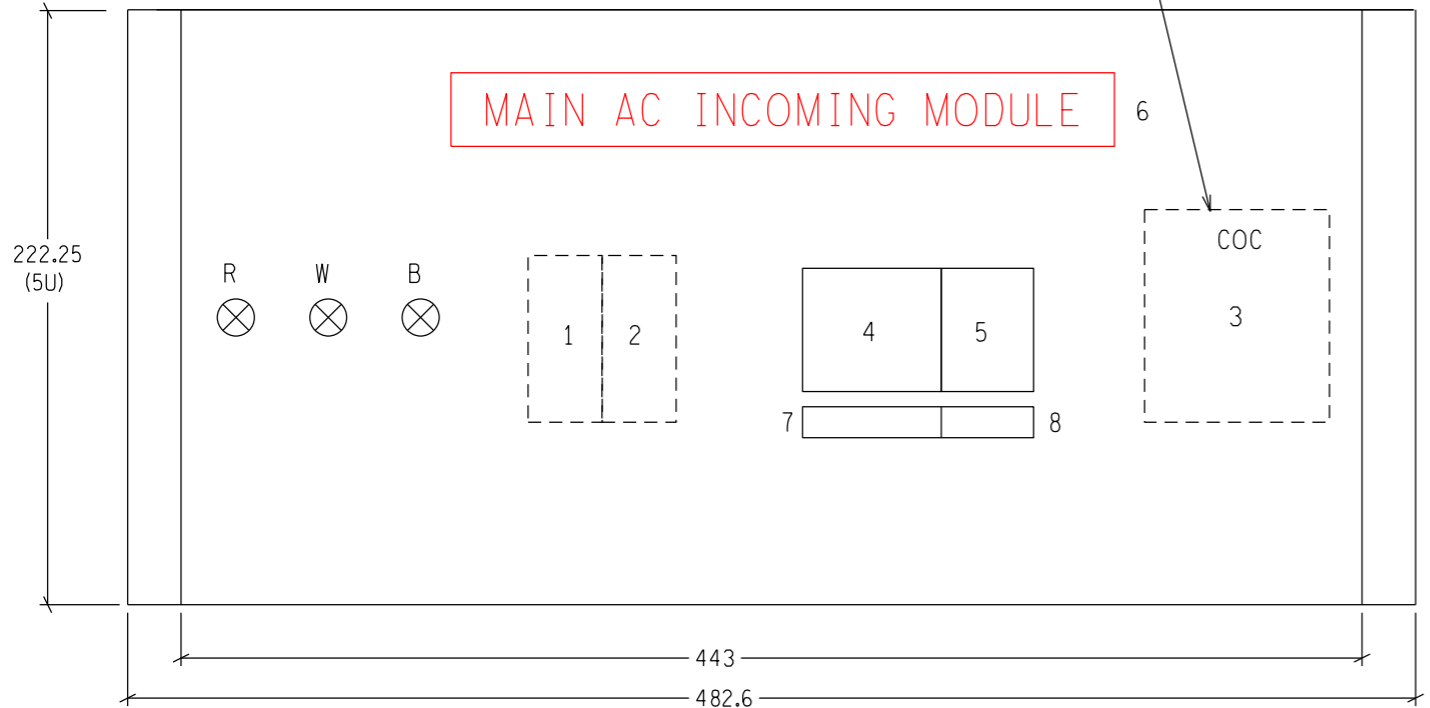 MAIN AC INCOMING MODULE 6
COC
222.25
(5U)
R W B
1 2 4 5 3
7 8
443
482.6